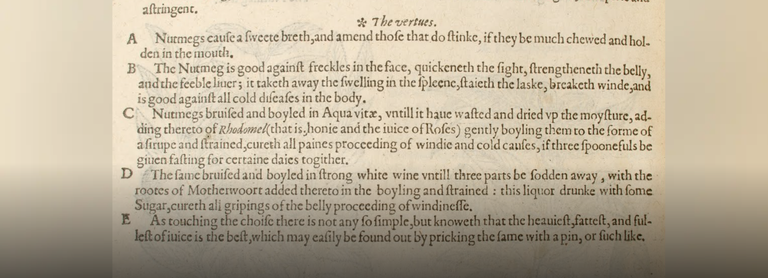 aſtringent.
❧ The vertues.
A Nutmegs cauſe a ſweete breth,and amend thoſe that do ſtinke, if they be much chewed and hol-
den in the mouth.
B The Nutmeg is good againſt freckles in the face, quickeneth the ſight, ſtrengtheneth the belly,
and the feeble liuer; it taketh away the ſwelling in the ſpleene,ſtaieth the laske, breaketh winde,and
is good againſt all cold diſeaſes in the body.
C Nutmegs bruiſed and boyled in Aqua vitæ, vntill it haue waſted and dried vp the moyſture, ad-
ding thereto of Rhodomel(that is,honie and the iuice of Roſes) gently boyling them to the forme of
a ſirupe and ſtrained,cureth all paines proceeding of windie and cold cauſes, if three ſpoonefuls be
giuen faſting for certaine daies togither.
D The ſame bruiſed and boyled in ſtrong white wine vntill three parts be ſodden away , with the
rootes of Motherwoort added thereto in the boyling and ſtrained : this liquor drunke with ſome
Sugar,cureth all gripings of the belly proceeding of windineſſe.
E As touching the choiſe there is not any ſo ſimple,but knoweth that the heauieſt,fatteſt, and ful-
leſt of iuice is the beſt,which may eaſily be found out by pricking the ſame with a pin, or ſuch like.